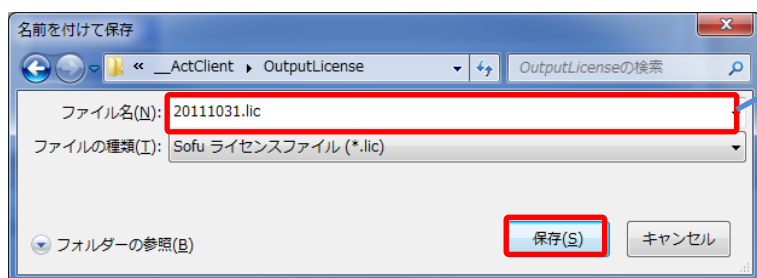 名前を付けて保存
« __ActClient ▸ OutputLicense OutputLicenseの検索
ファイル名(N): 20111031.lic
ファイルの種類(T): Sofu ライセンスファイル (*.lic)
フォルダーの参照(B) 保存(S) キャンセル